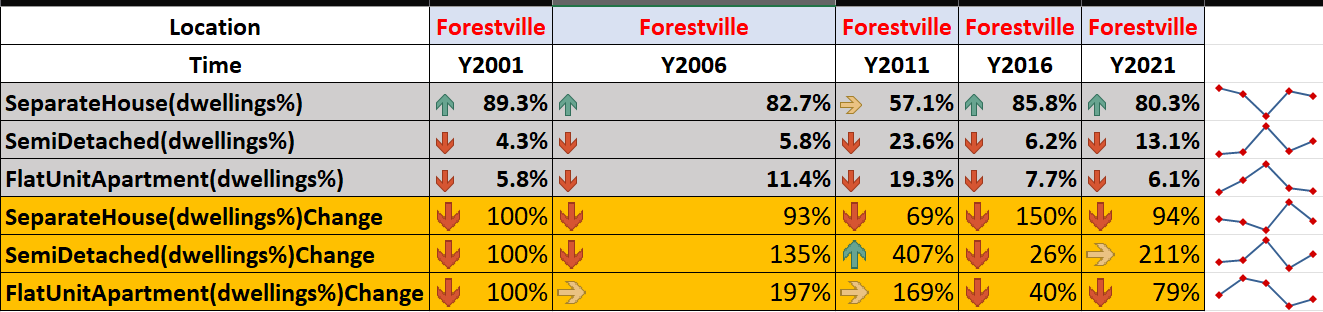 Location Forestville Forestville Forestville Forestville Forestville
Time Y2001 Y2006 Y2011 Y2016 Y2021
SeparateHouse(dwellings%) 89.3% 82.7% 57.1% 85.8% 80.3%
SemiDetached(dwellings%) 4.3% 5.8% 23.6% 6.2% 13.1%
FlatUnitApartment(dwellings%) 5.8% 11.4% 19.3% 7.7% 6.1%
SeparateHouse(dwellings%)Change 100% 93% 69% 150% 94%
SemiDetached(dwellings%)Change 100% 135% 407% 26% 211%
FlatUnitApartment(dwellings%)Change 100% 197% 169% 40% 79%